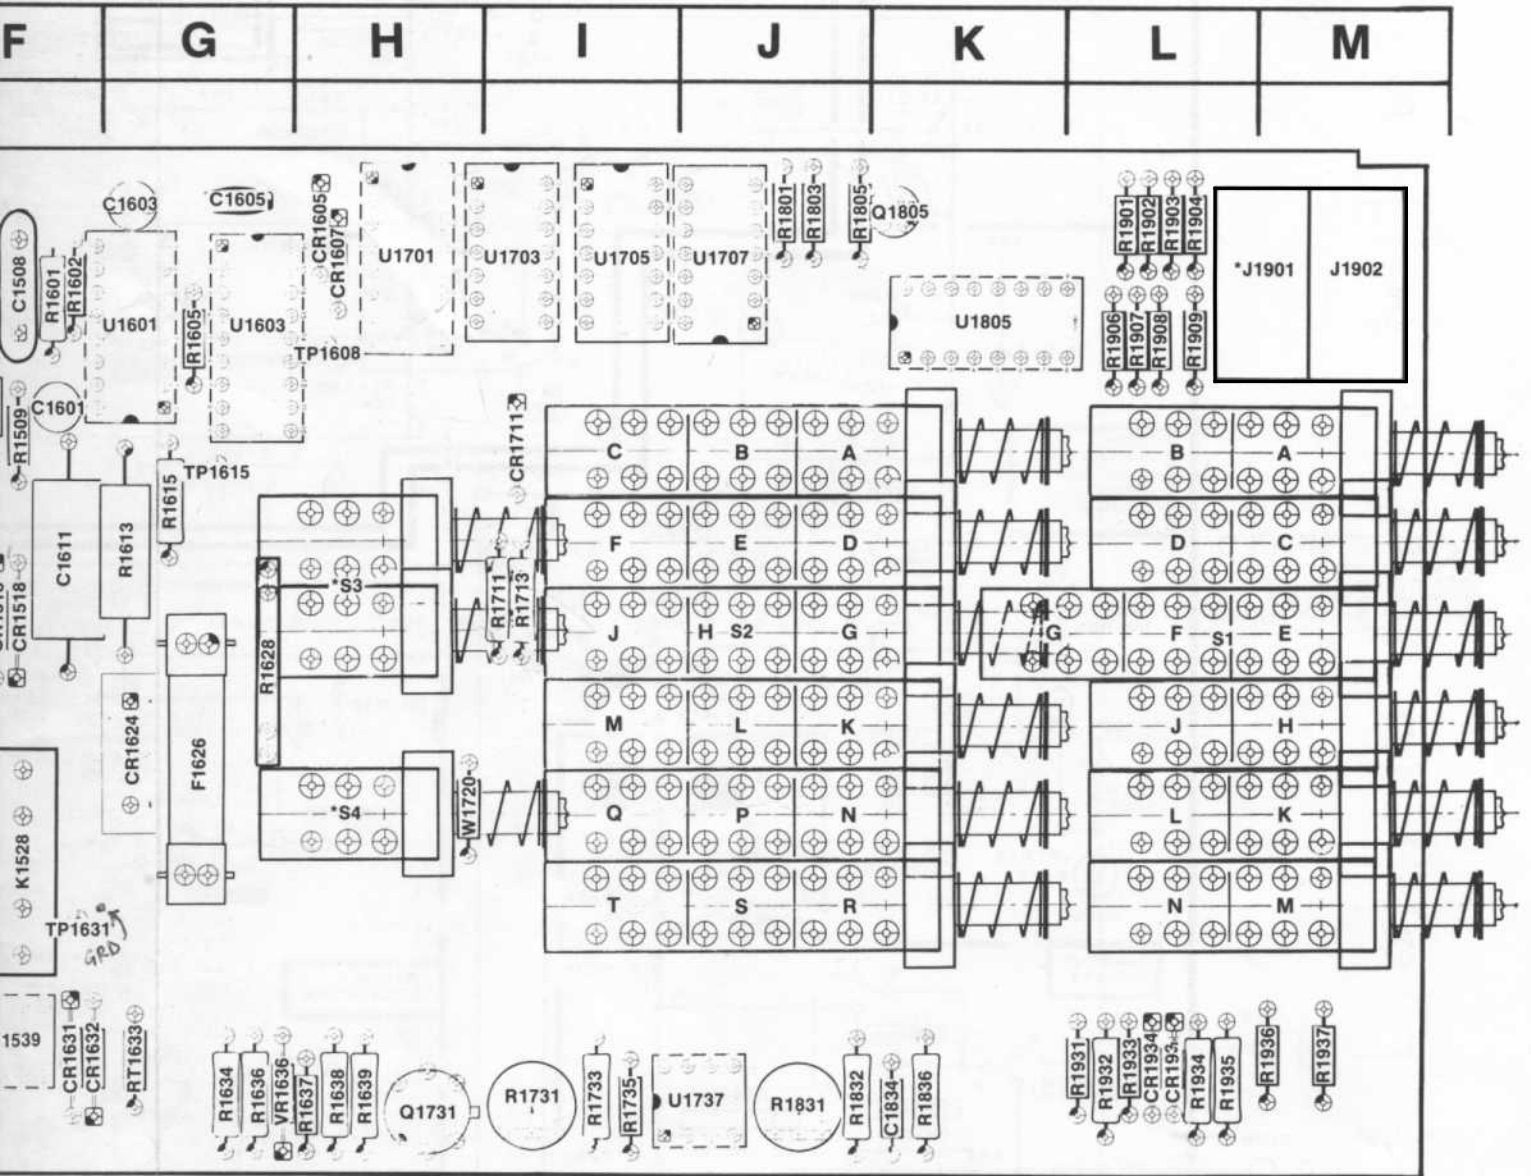 F G H I J K L M
C1603 C1605 CR1605 CR1607 U1701 U1703 U1705 U1707 R1801 R1803 R1805 Q1805 R1901 R1902 R1903 R1904 *J1901 J1902
C1508 R1601 R1602 U1601 R1605 U1603 TP1608 U1805 R1906 R1907 R1908 R1909
R1509 C1601 CR1711
C B A B A
TP1615
R1615
C1611 R1613
F E D D C
CR1518 *S3 R1711 R1713
R1628
J H S2 G G F S1 E
CR1624 F1626
M L K J H
K1528 *S4 W1720
Q P N L K
TP1631
GRD
T S R N M
1539 CR1631 CR1632 RT1633 R1634 R1636 VR1636 R1637 R1638 R1639 Q1731 R1731 R1733 R1735 U1737 R1831 R1832 C1834 R1836 R1931 R1932 R1933 CR1934 R1934 R1935 R1936 R1937